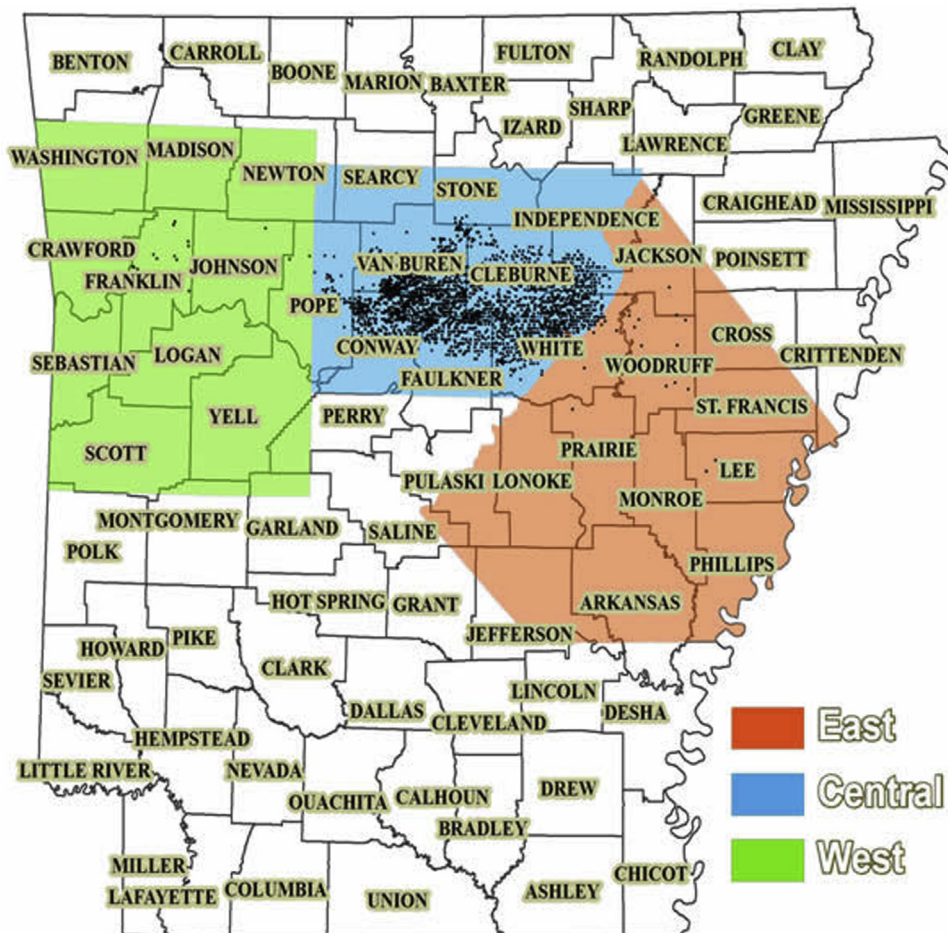 BENTON
CARROLL
BOONE
MARION
BAXTER
FULTON
RANDOLPH
CLAY
IZARD
SHARP
GREENE
LAWRENCE
WASHINGTON
MADISON
NEWTON
SEARCY
STONE
INDEPENDENCE
CRAIGHEAD
MISSISSIPPI
CRAWFORD
FRANKLIN
JOHNSON
VAN BUREN
CLEBURNE
JACKSON
POINSETT
POPE
SEBASTIAN
LOGAN
CONWAY
WHITE
CROSS
CRITTENDEN
WOODRUFF
FAULKNER
YELL
PERRY
ST. FRANCIS
SCOTT
PRAIRIE
LEE
PULASKI
LONOKE
MONROE
MONTGOMERY
GARLAND
SALINE
POLK
PHILLIPS
HOT SPRING
GRANT
ARKANSAS
JEFFERSON
HOWARD
PIKE
CLARK
SEVIER
LINCOLN
DALLAS
CLEVELAND
DESHA
HEMPSTEAD
East
LITTLE RIVER
NEVADA
OUACHITA
CALHOUN
DREW
Central
BRADLEY
MILLER
West
LAFAYETTE
COLUMBIA
UNION
ASHLEY
CHICOT